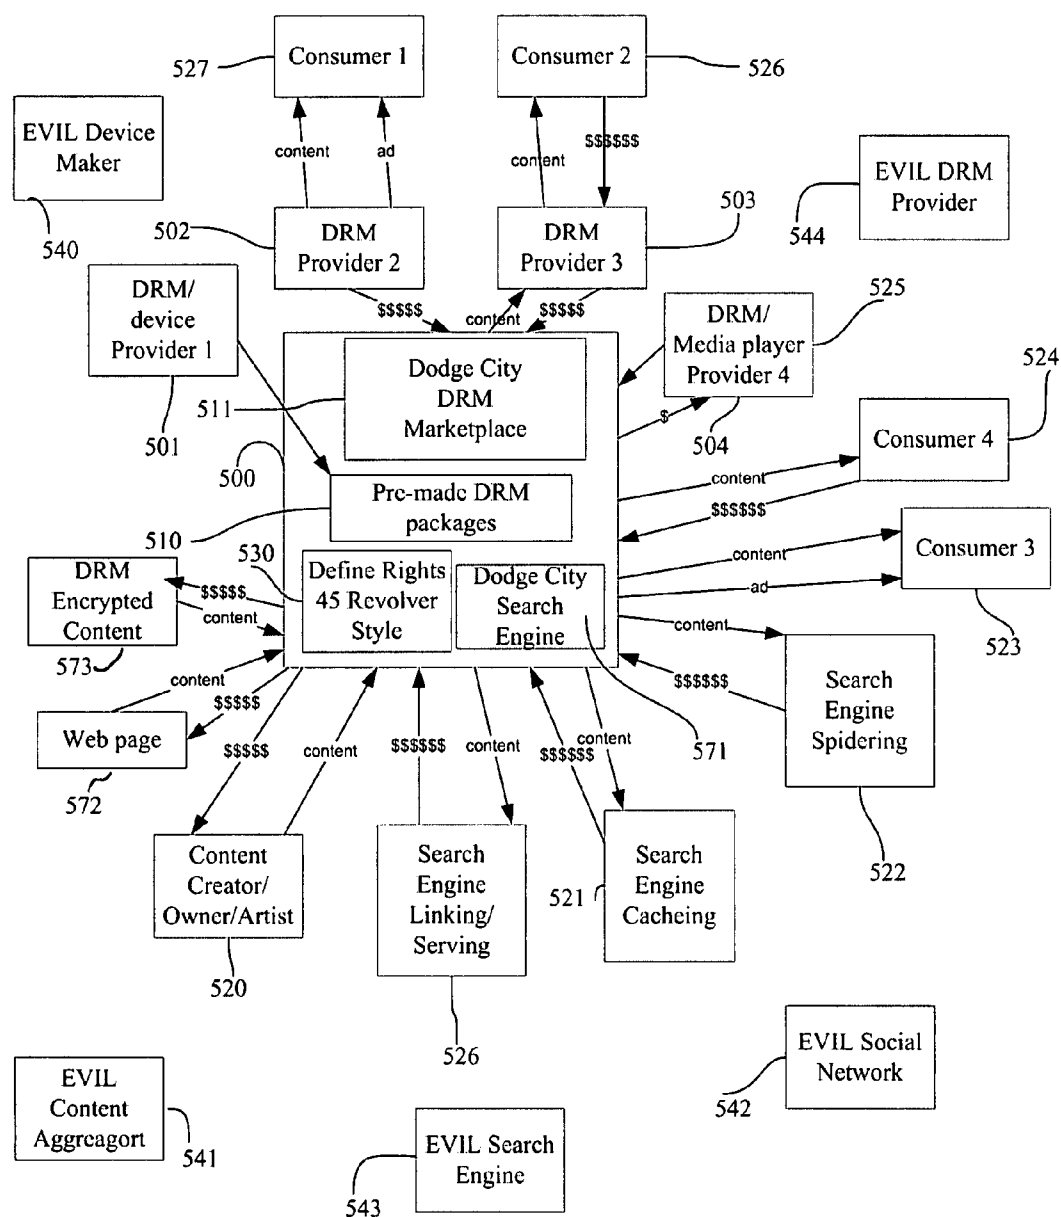 Consumer 1
Consumer 2
527
526
EVIL Device
Maker
content
ad
content
$$$$$$
EVIL DRM
Provider
540
502
DRM
Provider 2
DRM
Provider 3
503
544
DRM/
device
Provider 1
$$$$$
content
$$$$$
DRM/
Media player
Provider 4
525
511
Dodge City
DRM
Marketplace
524
501
$
504
Consumer 4
500
content
Pre-made DRM
packages
$$$$$$
510
530
content
Consumer 3
DRM
Encrypted
Content
$$$$$
content
Define Rights
45 Revolver
Style
Dodge City
Search
Engine
ad
content
573
523
content
$$$$$
$$$$$$
Search
Engine
Spidering
Web page
572
$$$$$
content
$$$$$$
content
$$$$$$
content
571
Content
Creator/
Owner/Artist
Search
Engine
Linking/
Serving
521
Search
Engine
Cacheing
522
520
526
EVIL Social
Network
EVIL
Content
Aggreagort
542
541
EVIL Search
Engine
543